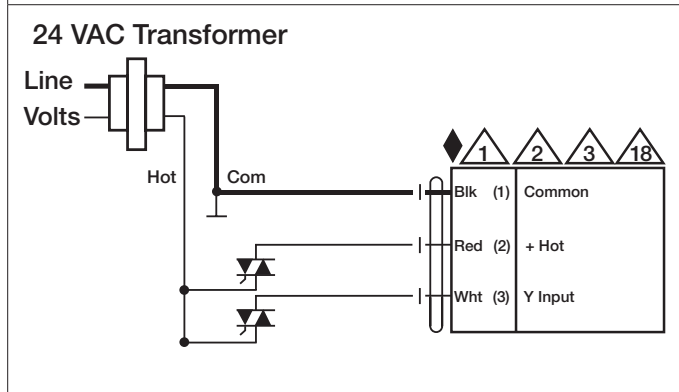 24 VAC Transformer
Line
Volts
Hot
Com
1
2
3
18
Blk (1) Common
Red (2) + Hot
Wht (3) Y Input